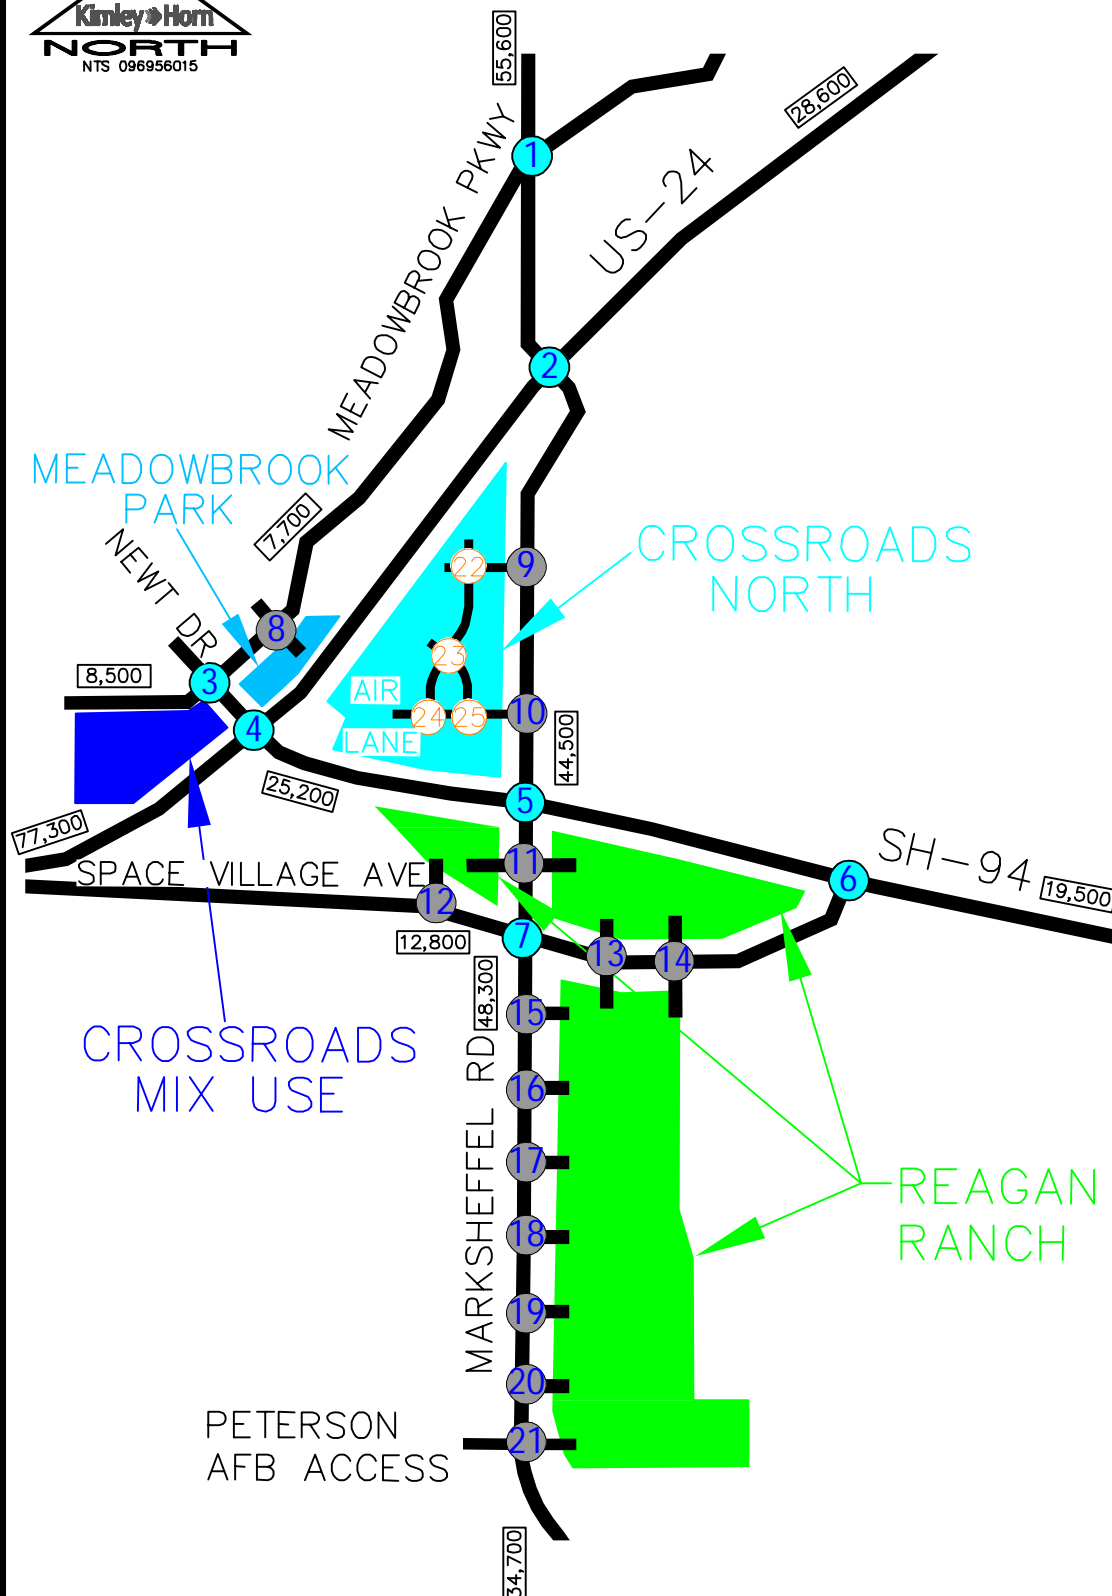 Kimley»Horn
NORTH
NTS 096956015
55,600
MEADOWBROOK PKWY
1
US-24
28,600
2
MEADOWBROOK
PARK
7,700
NEWT DR
CROSSROADS
NORTH
22
9
8
23
8,500
3
AIR
LANE
24
25
10
4
44,500
25,200
5
77,300
SPACE VILLAGE AVE
11
SH-94
6
19,500
12
12,800
7
13
14
48,300
15
CROSSROADS
MIX USE
16
MARKSHEFFEL RD
17
REAGAN
RANCH
18
19
20
PETERSON
AFB ACCESS
21
34,700